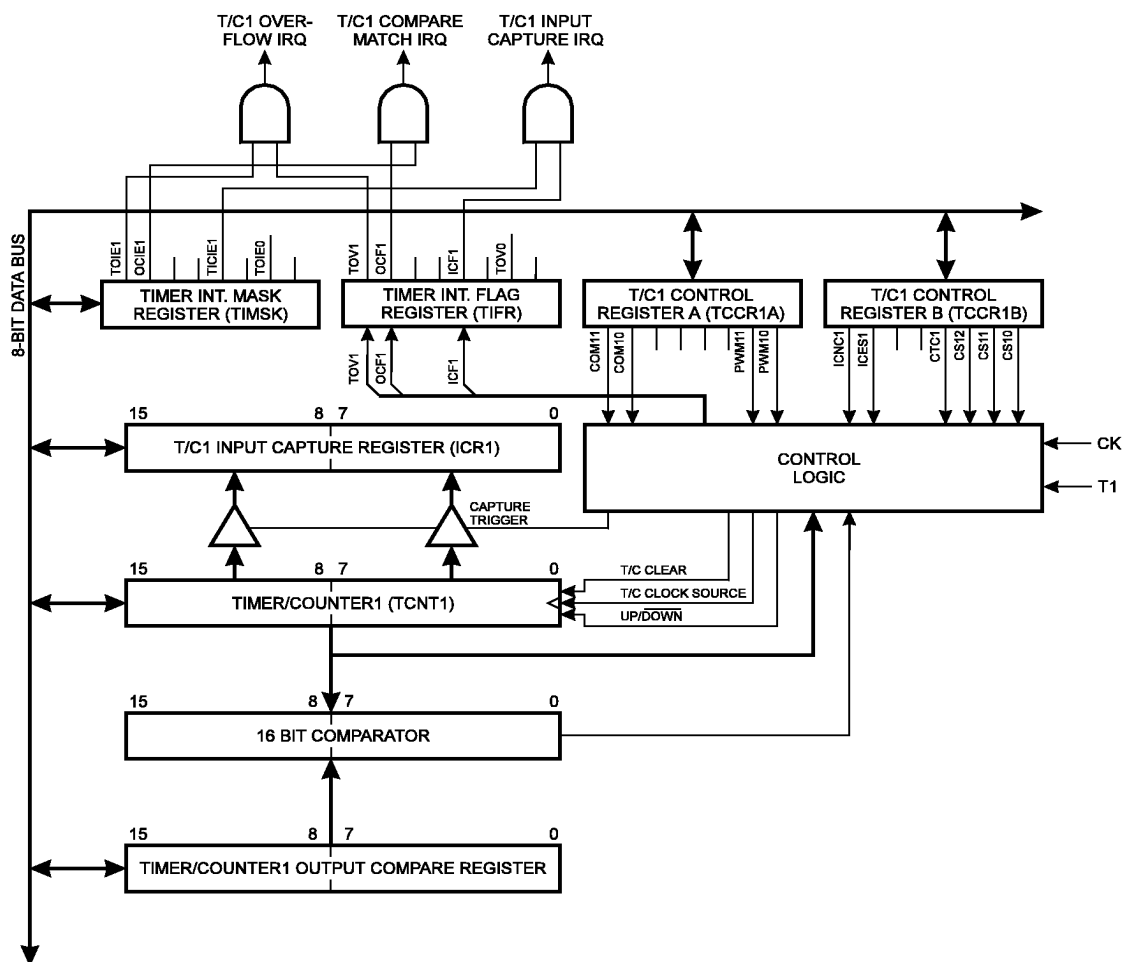 T/C1 OVER-
FLOW IRQ
T/C1 COMPARE
MATCH IRQ
T/C1 INPUT
CAPTURE IRQ
8-BIT DATA BUS
TOIE1
OCIE1
TICIE1
TOIE0
TOV1
OCF1
ICF1
TOV0
TIMER INT. MASK
REGISTER (TIMSK)
TIMER INT. FLAG
REGISTER (TIFR)
T/C1 CONTROL
REGISTER A (TCCR1A)
T/C1 CONTROL
REGISTER B (TCCR1B)
TOV1
OCF1
ICF1
COM11
COM10
PWM11
PWM10
ICNC1
ICES1
CTC1
CS12
CS11
CS10
15 8 7 0
T/C1 INPUT CAPTURE REGISTER (ICR1)
CONTROL
LOGIC
CK
T1
CAPTURE
TRIGGER
15 8 7 0
TIMER/COUNTER1 (TCNT1)
T/C CLEAR
T/C CLOCK SOURCE
UP/DOWN
15 8 7 0
16 BIT COMPARATOR
15 8 7 0
TIMER/COUNTER1 OUTPUT COMPARE REGISTER